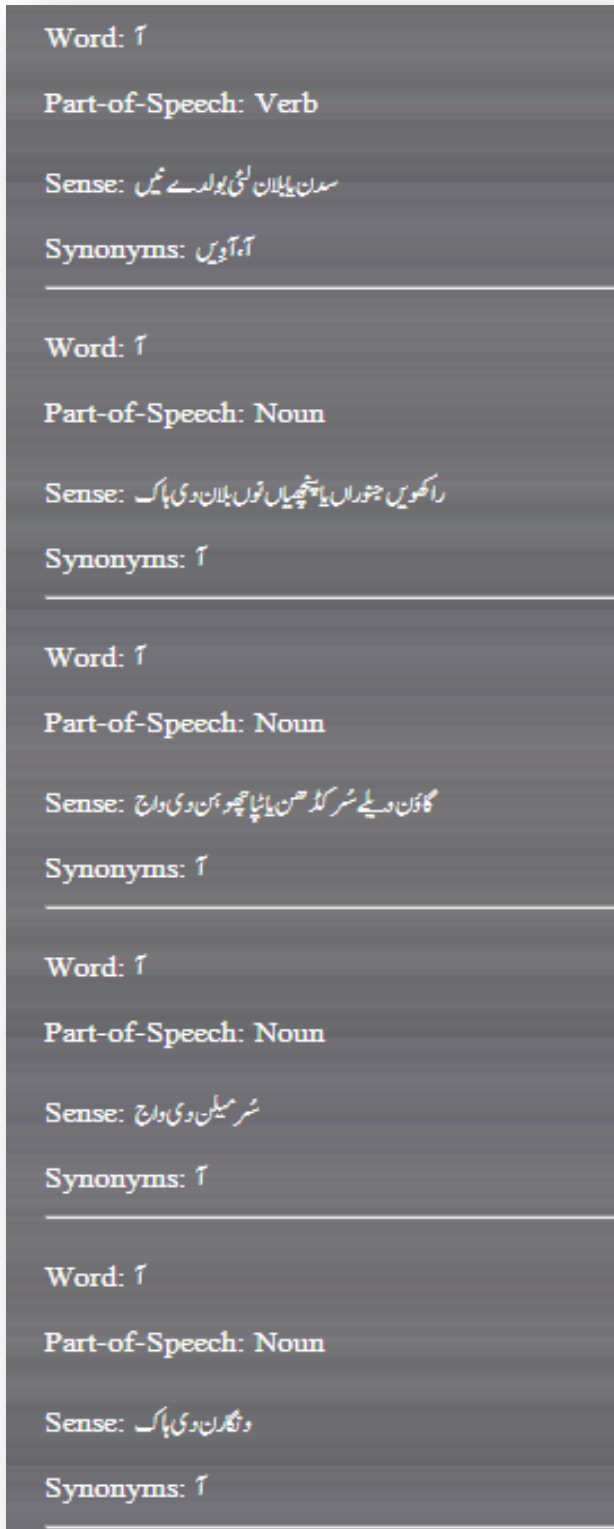 Word: آ
Part-of-Speech: Verb
Sense: سدن یا بلان لئی بولدے نیں
Synonyms: آ، آویں
Word: آ
Part-of-Speech: Noun
Sense: راکھویں جنوراں یا پنچھیاں نوں بلان دی ہاک
Synonyms: آ
Word: آ
Part-of-Speech: Noun
Sense: گاؤن ویلے سُر کڈھن یا ٹپا چھوہن دی واج
Synonyms: آ
Word: آ
Part-of-Speech: Noun
Sense: سُر میلن دی واج
Synonyms: آ
Word: آ
Part-of-Speech: Noun
Sense: ونگارن دی ہاک
Synonyms: آ